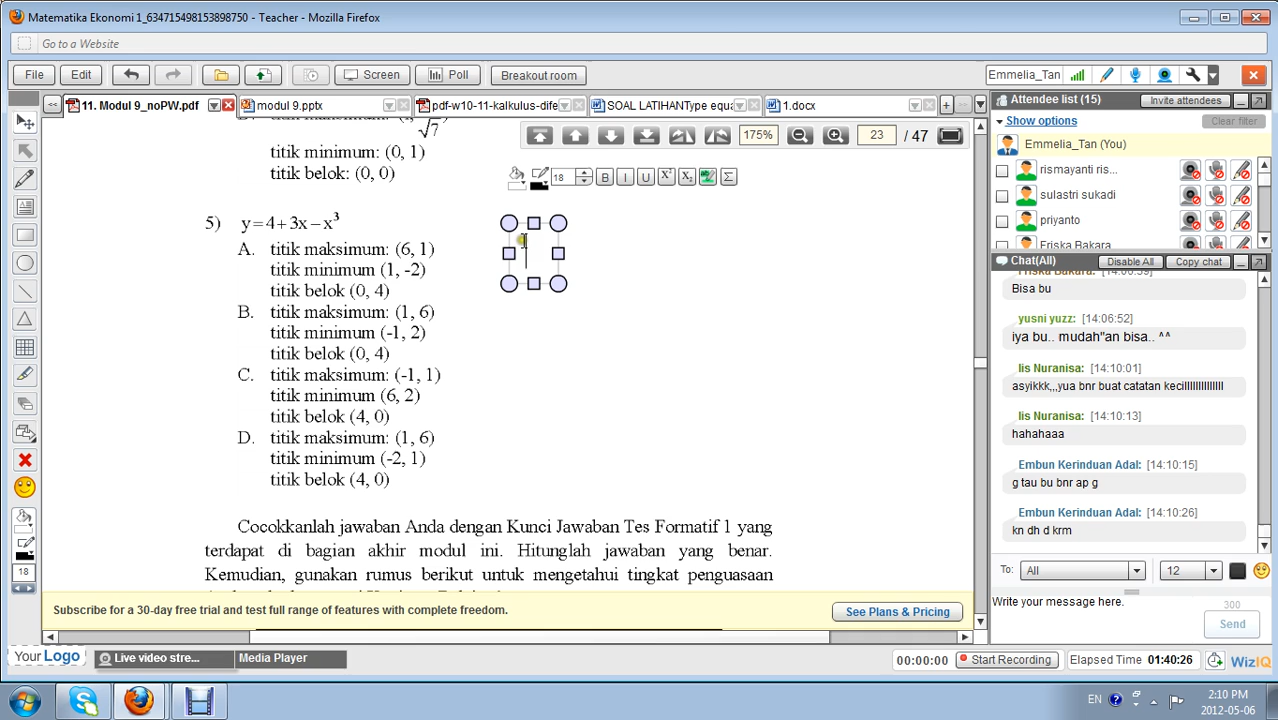 Matematika Ekonomi 1_634715498153898750 - Teacher - Mozilla Firefox
Go to a Website
File
Edit
Screen
Poll
Breakout room
Emmelia_Tan
<<
11. Modul 9_noPW.pdf
modul 9.pptx
pdf-w10-11-kalkulus-dife
SOAL LATIHANType equa
1.docx
Attendee list (15)
Invite attendees
Show options
Clear filter
Emmelia_Tan (You)
rismayanti ris...
sulastri sukadi
priyanto
Friska Bakara
175%
23 / 47
√7
titik minimum: (0, 1)
titik belok: (0, 0)
18
B I U X² X₂ Σ
5) y = 4 + 3x – x³
A. titik maksimum: (6, 1)
titik minimum (1, -2)
titik belok (0, 4)
B. titik maksimum: (1, 6)
titik minimum (-1, 2)
titik belok (0, 4)
C. titik maksimum: (-1, 1)
titik minimum (6, 2)
titik belok (4, 0)
D. titik maksimum: (1, 6)
titik minimum (-2, 1)
titik belok (4, 0)
Cocokkanlah jawaban Anda dengan Kunci Jawaban Tes Formatif 1 yang
terdapat di bagian akhir modul ini. Hitunglah jawaban yang benar.
Kemudian, gunakan rumus berikut untuk mengetahui tingkat penguasaan
18
Chat(All)
Disable All
Copy chat
Bisa bu
yusni yuzz: [14:06:52]
iya bu.. mudah"an bisa.. ^^
Iis Nuranisa: [14:10:01]
asyikkk,,,yua bnr buat catatan kecillllllllllllll
Iis Nuranisa: [14:10:13]
hahahaaa
Embun Kerinduan Adal: [14:10:15]
g tau bu bnr ap g
Embun Kerinduan Adal: [14:10:26]
kn dh d krm
To: All 12
Write your message here.
300
Send
Subscribe for a 30-day free trial and test full range of features with complete freedom.
See Plans & Pricing
Your Logo
Live video stre...
Media Player
00:00:00
Start Recording
Elapsed Time 01:40:26
WizIQ
EN
2:10 PM
2012-05-06